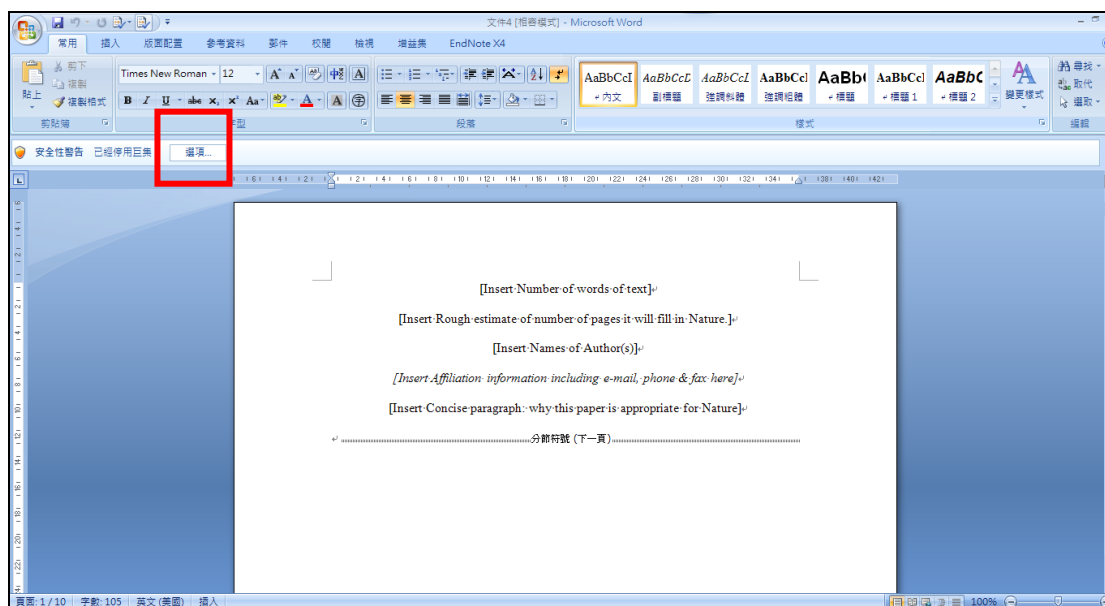 文件4 [相容模式] - Microsoft Word
常用 插入 版面配置 參考資料 郵件 校閱 檢視 增益集 EndNote X4
剪下
複製
複製格式
貼上
剪貼簿
Times New Roman 12
B I U abc x₂ x² Aa
字型
段落
AaBbCcI AaBbCcL AaBbCcL AaBbCcl AaBb( AaBbCcl AaBbC
內文 副標題 強調斜體 強調粗體 標題 標題 1 標題 2
變更樣式
樣式
尋找
取代
選取
編輯
安全性警告 已經停用巨集 選項...
[Insert Number of words of text]
[Insert Rough estimate of number of pages it will fill in Nature.]
[Insert Names of Author(s)]
[Insert Affiliation information including e-mail, phone & fax here]
[Insert Concise paragraph: why this paper is appropriate for Nature]
分節符號 (下一頁)
頁面: 1 / 10 字數: 105 英文 (美國) 插入 100%